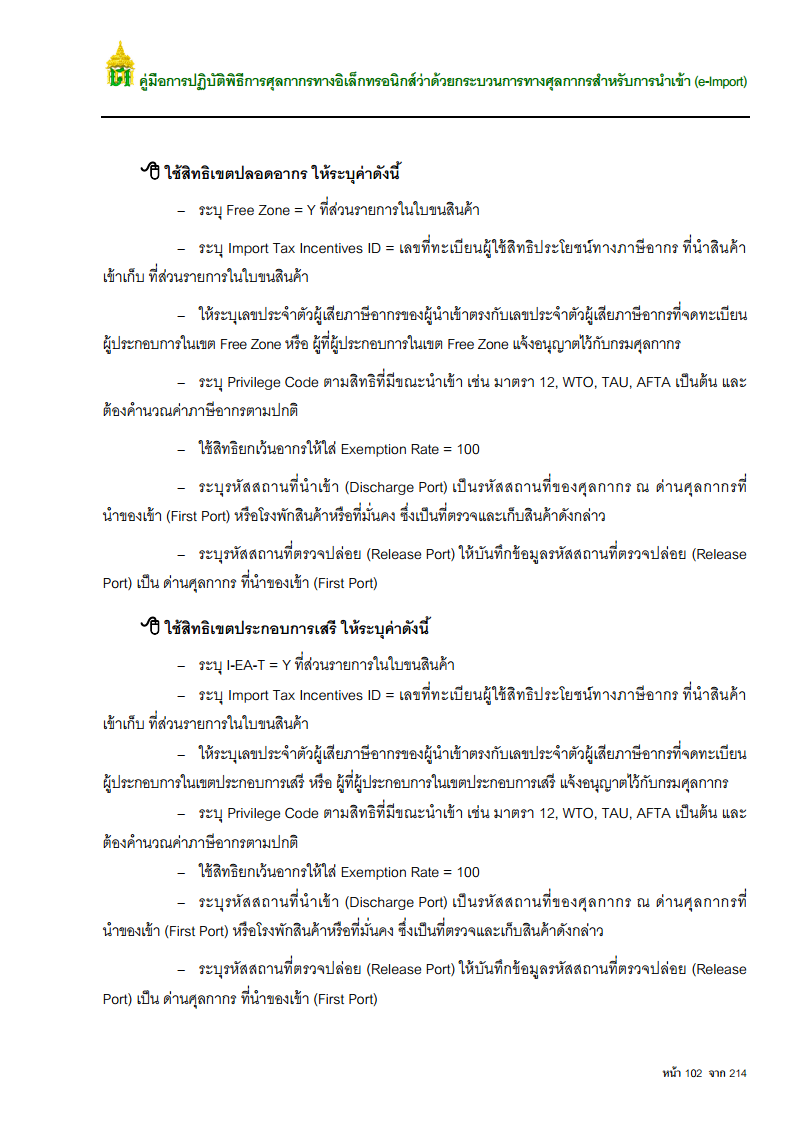 คู่มือการปฏิบัติพิธีการศุลกากรทางอิเล็กทรอนิกส์ว่าด้วยกระบวนการทางศุลกากรสำหรับการนำเข้า (e-Import)
ใช้สิทธิเขตปลอดอากร ให้ระบุค่าดังนี้
– ระบุ Free Zone = Y ที่ส่วนรายการในใบขนสินค้า
– ระบุ Import Tax Incentives ID = เลขที่ทะเบียนผู้ใช้สิทธิประโยชน์ทางภาษีอากร ที่นำสินค้า
เข้าเก็บ ที่ส่วนรายการในใบขนสินค้า
– ให้ระบุเลขประจำตัวผู้เสียภาษีอากรของผู้นำเข้าตรงกับเลขประจำตัวผู้เสียภาษีอากรที่จดทะเบียน
ผู้ประกอบการในเขต Free Zone หรือ ผู้ที่ผู้ประกอบการในเขต Free Zone แจ้งอนุญาตไว้กับกรมศุลกากร
– ระบุ Privilege Code ตามสิทธิที่มีขณะนำเข้า เช่น มาตรา 12, WTO, TAU, AFTA เป็นต้น และ
ต้องคำนวณค่าภาษีอากรตามปกติ
– ใช้สิทธิยกเว้นอากรให้ใส่ Exemption Rate = 100
– ระบุรหัสสถานที่นำเข้า (Discharge Port) เป็นรหัสสถานที่ของศุลกากร ณ ด่านศุลกากรที่
นำของเข้า (First Port) หรือโรงพักสินค้าหรือที่มั่นคง ซึ่งเป็นที่ตรวจและเก็บสินค้าดังกล่าว
– ระบุรหัสสถานที่ตรวจปล่อย (Release Port) ให้บันทึกข้อมูลรหัสสถานที่ตรวจปล่อย (Release
Port) เป็น ด่านศุลกากร ที่นำของเข้า (First Port)
ใช้สิทธิเขตประกอบการเสรี ให้ระบุค่าดังนี้
– ระบุ I-EA-T = Y ที่ส่วนรายการในใบขนสินค้า
– ระบุ Import Tax Incentives ID = เลขที่ทะเบียนผู้ใช้สิทธิประโยชน์ทางภาษีอากร ที่นำสินค้า
เข้าเก็บ ที่ส่วนรายการในใบขนสินค้า
– ให้ระบุเลขประจำตัวผู้เสียภาษีอากรของผู้นำเข้าตรงกับเลขประจำตัวผู้เสียภาษีอากรที่จดทะเบียน
ผู้ประกอบการในเขตประกอบการเสรี หรือ ผู้ที่ผู้ประกอบการในเขตประกอบการเสรี แจ้งอนุญาตไว้กับกรมศุลกากร
– ระบุ Privilege Code ตามสิทธิที่มีขณะนำเข้า เช่น มาตรา 12, WTO, TAU, AFTA เป็นต้น และ
ต้องคำนวณค่าภาษีอากรตามปกติ
– ใช้สิทธิยกเว้นอากรให้ใส่ Exemption Rate = 100
– ระบุรหัสสถานที่นำเข้า (Discharge Port) เป็นรหัสสถานที่ของศุลกากร ณ ด่านศุลกากรที่
นำของเข้า (First Port) หรือโรงพักสินค้าหรือที่มั่นคง ซึ่งเป็นที่ตรวจและเก็บสินค้าดังกล่าว
– ระบุรหัสสถานที่ตรวจปล่อย (Release Port) ให้บันทึกข้อมูลรหัสสถานที่ตรวจปล่อย (Release
Port) เป็น ด่านศุลกากร ที่นำของเข้า (First Port)
หน้า 102 จาก 214